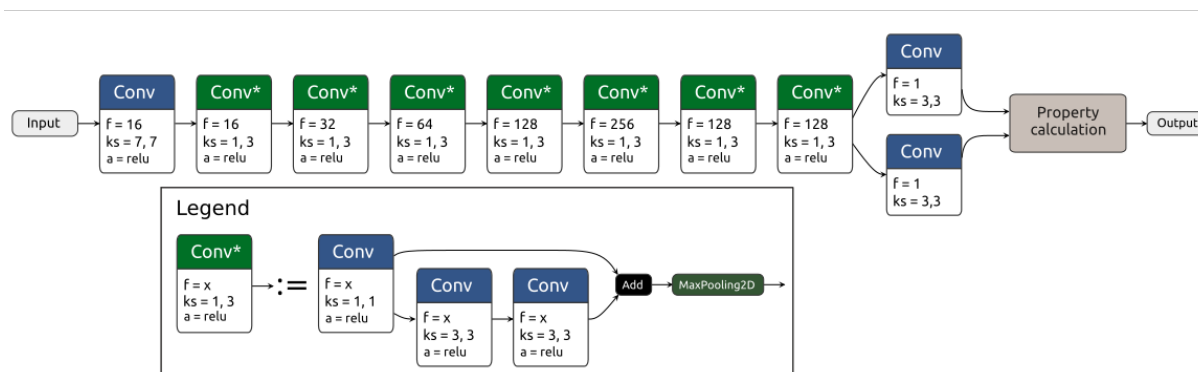 Input
Conv
f = 16
ks = 7, 7
a = relu
Conv*
f = 16
ks = 1, 3
a = relu
Conv*
f = 32
ks = 1, 3
a = relu
Conv*
f = 64
ks = 1, 3
a = relu
Conv*
f = 128
ks = 1, 3
a = relu
Conv*
f = 256
ks = 1, 3
a = relu
Conv*
f = 128
ks = 1, 3
a = relu
Conv*
f = 128
ks = 1, 3
a = relu
Conv
f = 1
ks = 3,3
Conv
f = 1
ks = 3,3
Property
calculation
Output
Legend
Conv*
f = x
ks = 1, 3
a = relu
:=
Conv
f = x
ks = 1, 1
a = relu
Conv
f = x
ks = 3, 3
a = relu
Conv
f = x
ks = 3, 3
a = relu
Add
MaxPooling2D